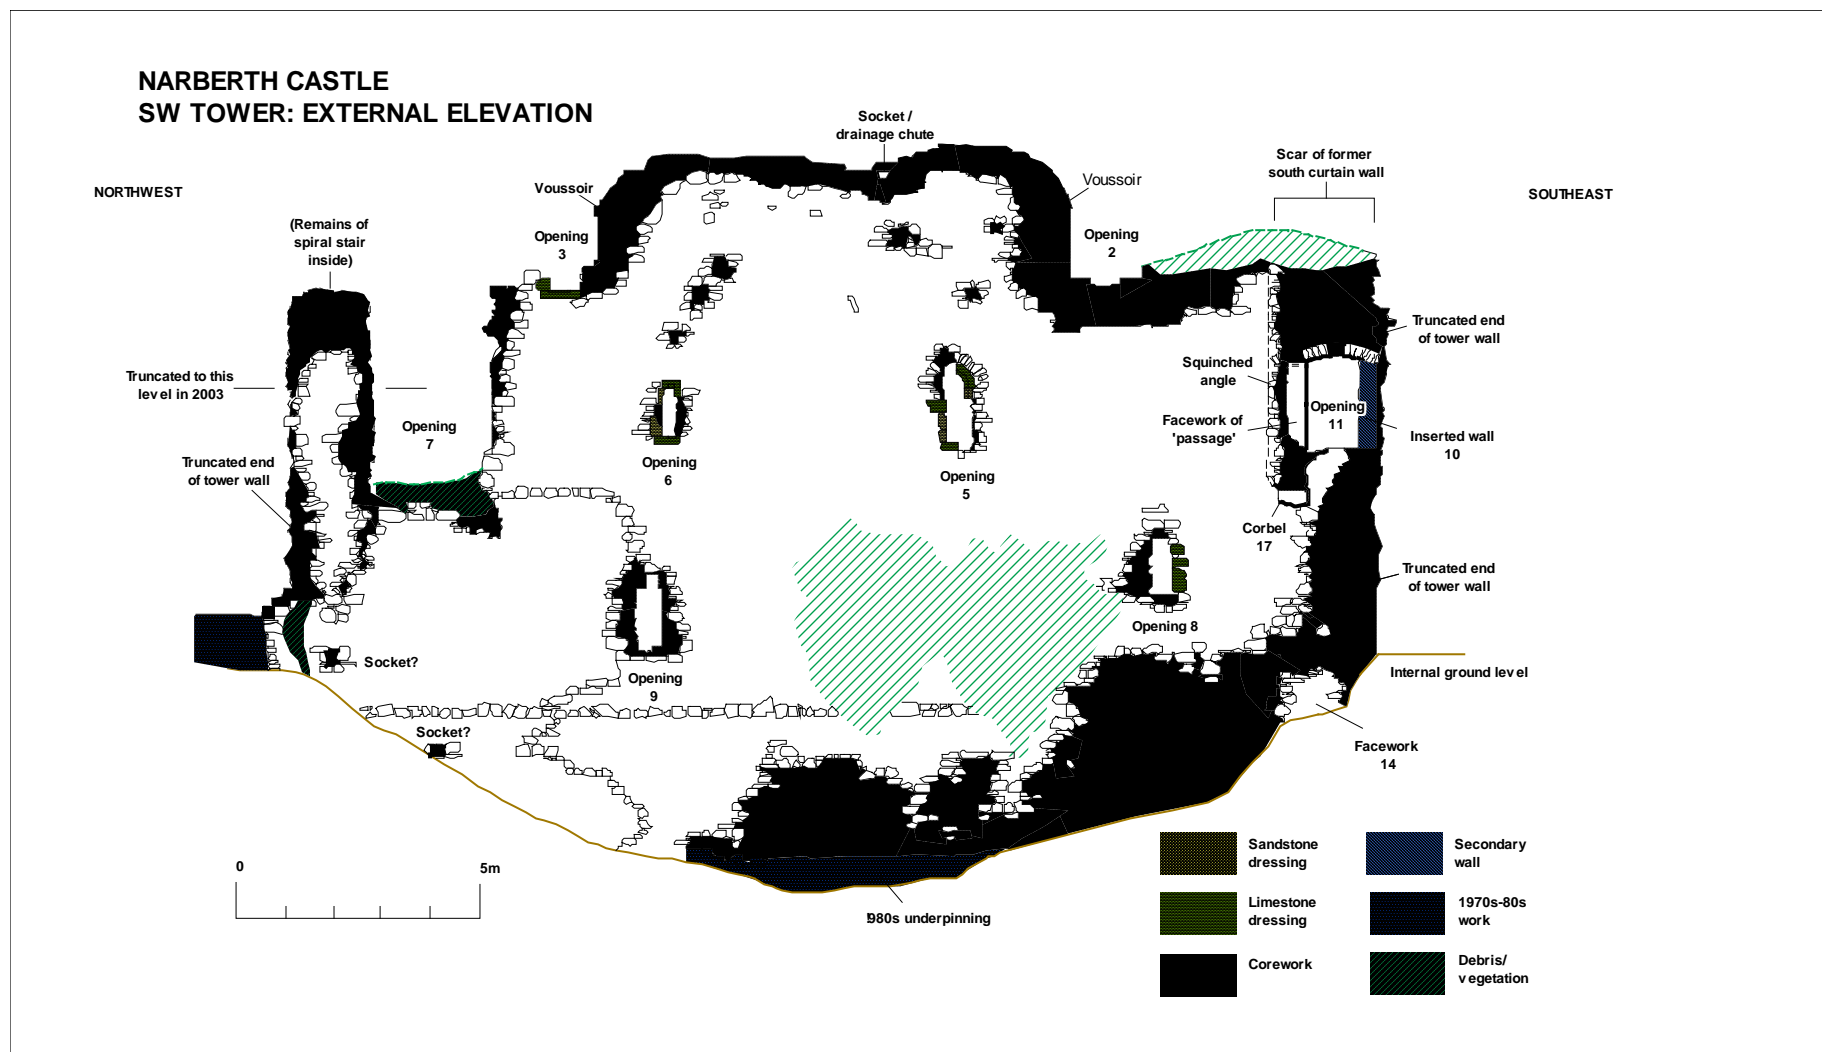 NARBERTH CASTLE
SW TOWER: EXTERNAL ELEVATION
Socket /
drainage chute
Scar of former
south curtain wall
NORTHWEST
Voussoir
Voussoir
SOUTHEAST
(Remains of
spiral stair
inside)
Opening
3
Opening
2
Truncated end
of tower wall
Truncated to this
level in 2003
Squinched
angle
Opening
7
Facework of
'passage'
Opening
11
Inserted wall
10
Truncated end
of tower wall
Opening
6
Opening
5
Corbel
17
Truncated end
of tower wall
Opening 8
Socket?
Opening
9
Internal ground level
Socket?
Facework
14
0
5m
1980s underpinning
Sandstone
dressing
Secondary
wall
Limestone
dressing
1970s-80s
work
Corework
Debris/
vegetation